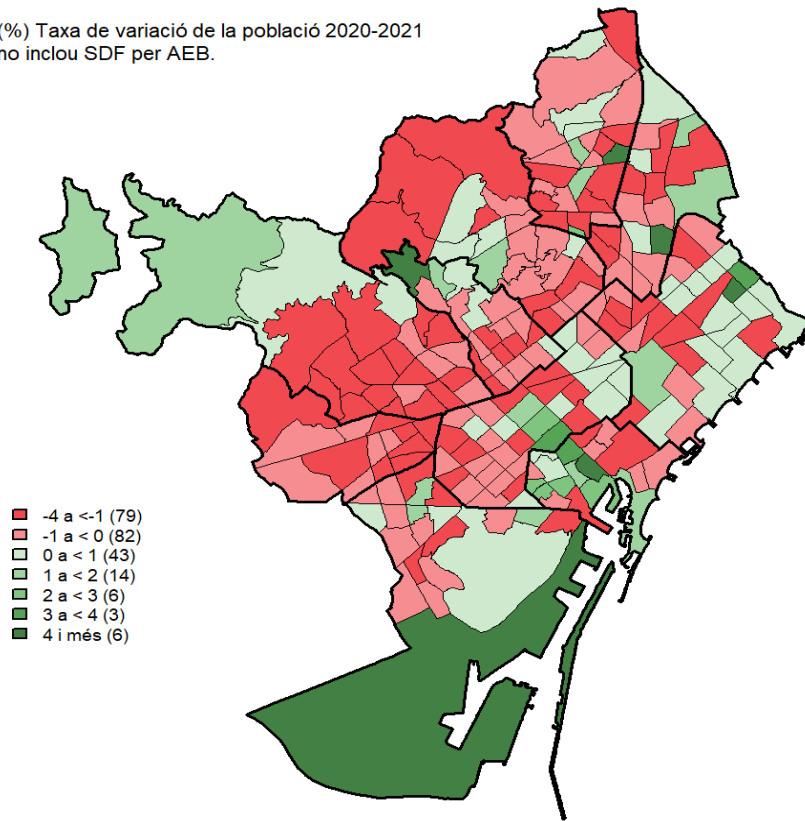 (%) Taxa de variació de la població 2020-2021
no inclou SDF per AEB.
-4 a <-1 (79)
-1 a < 0 (82)
0 a < 1 (43)
1 a < 2 (14)
2 a < 3 (6)
3 a < 4 (3)
4 i més (6)